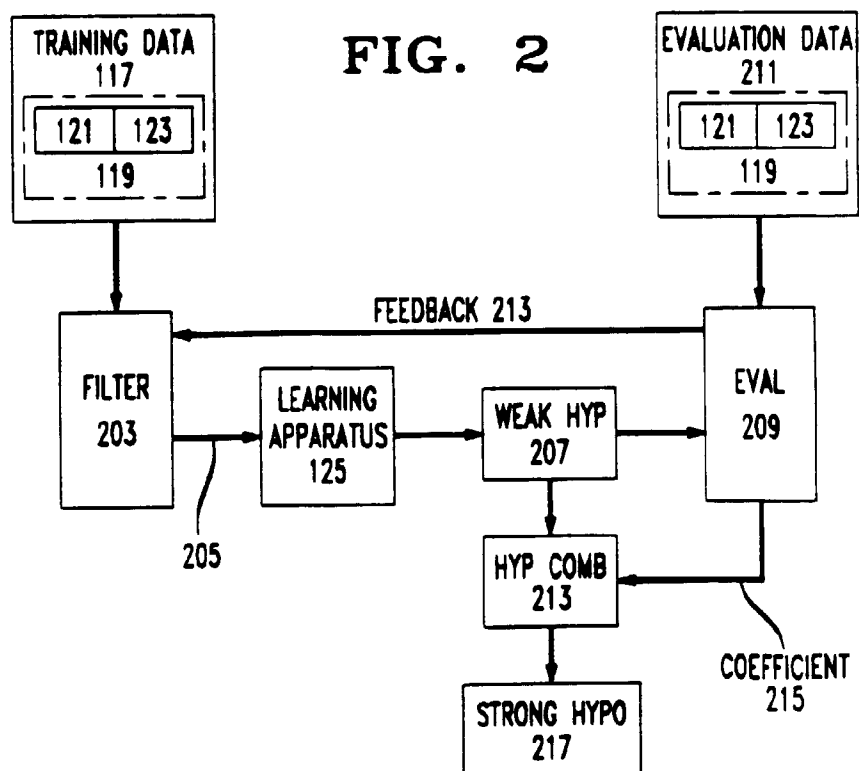 FIG. 2
TRAINING DATA
117
121 123
119
EVALUATION DATA
211
121 123
119
FEEDBACK 213
FILTER
203
205
LEARNING
APPARATUS
125
WEAK HYP
207
EVAL
209
HYP COMB
213
COEFFICIENT
215
STRONG HYPO
217